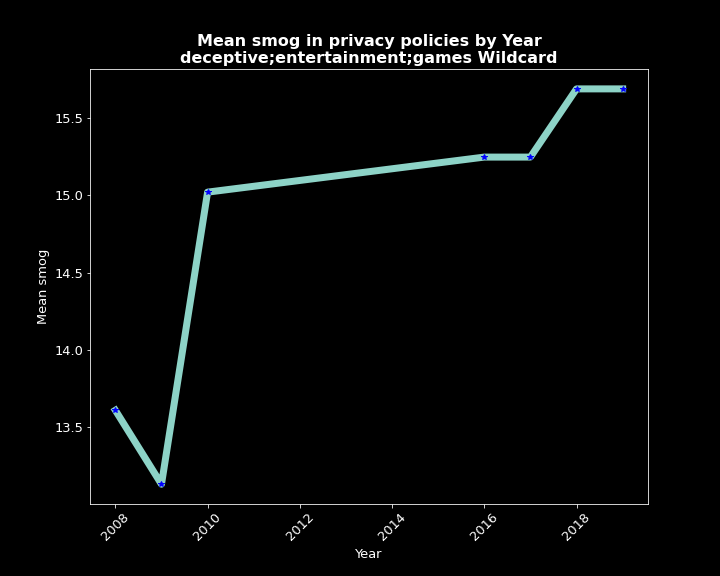 Mean smog in privacy policies by Year
deceptive;entertainment;games Wildcard
15.5
15.0
14.5
14.0
13.5
Mean smog
2008
2010
2012
2014
2016
2018
Year